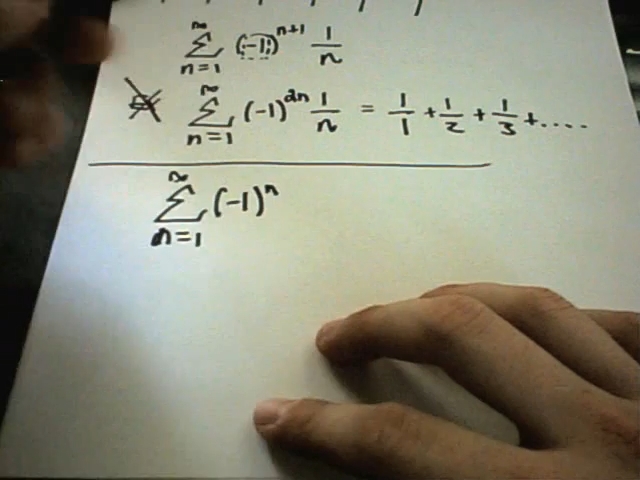 ∞
Σ (-1)^{n+1} 1/n
n=1
∞
Σ (-1)^{2n} 1/n = 1/1 + 1/2 + 1/3 + ....
n=1
∞
Σ (-1)^n
n=1